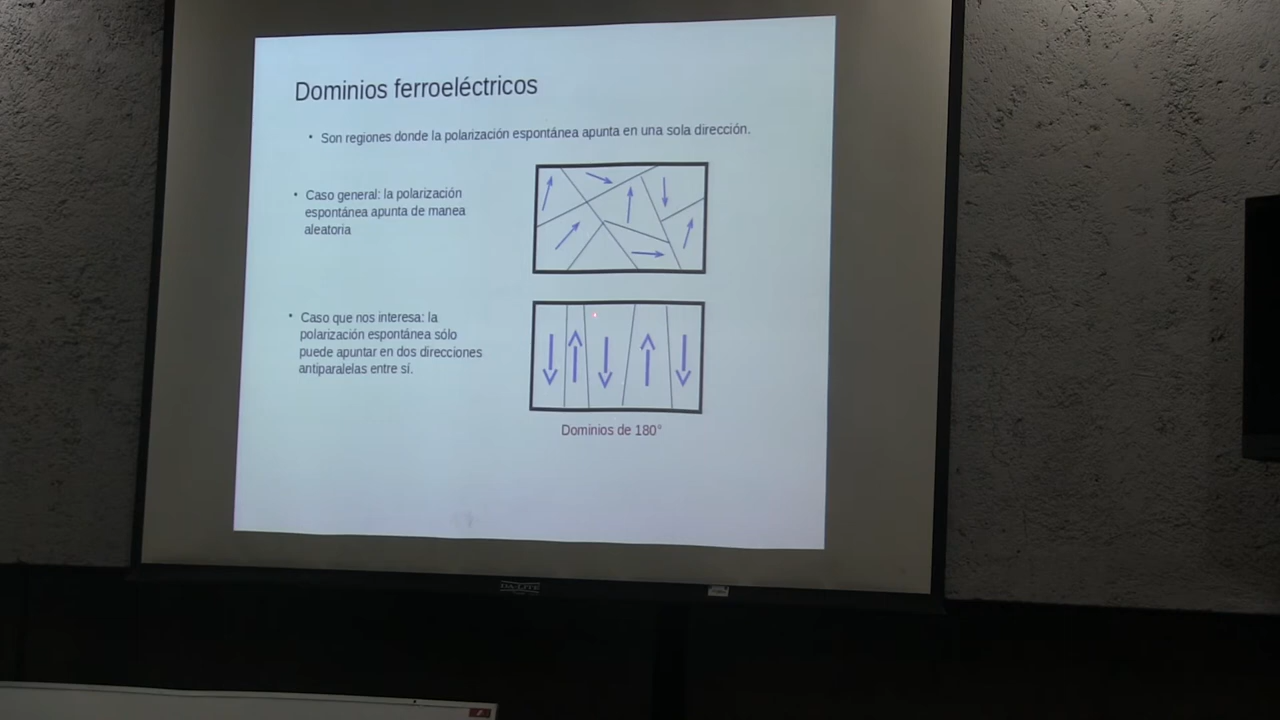 Dominios ferroeléctricos
• Son regiones donde la polarización espontánea apunta en una sola dirección.
• Caso general: la polarización
espontánea apunta de manea
aleatoria
• Caso que nos interesa: la
polarización espontánea sólo
puede apuntar en dos direcciones
antiparalelas entre sí.
Dominios de 180°
DA-LITE